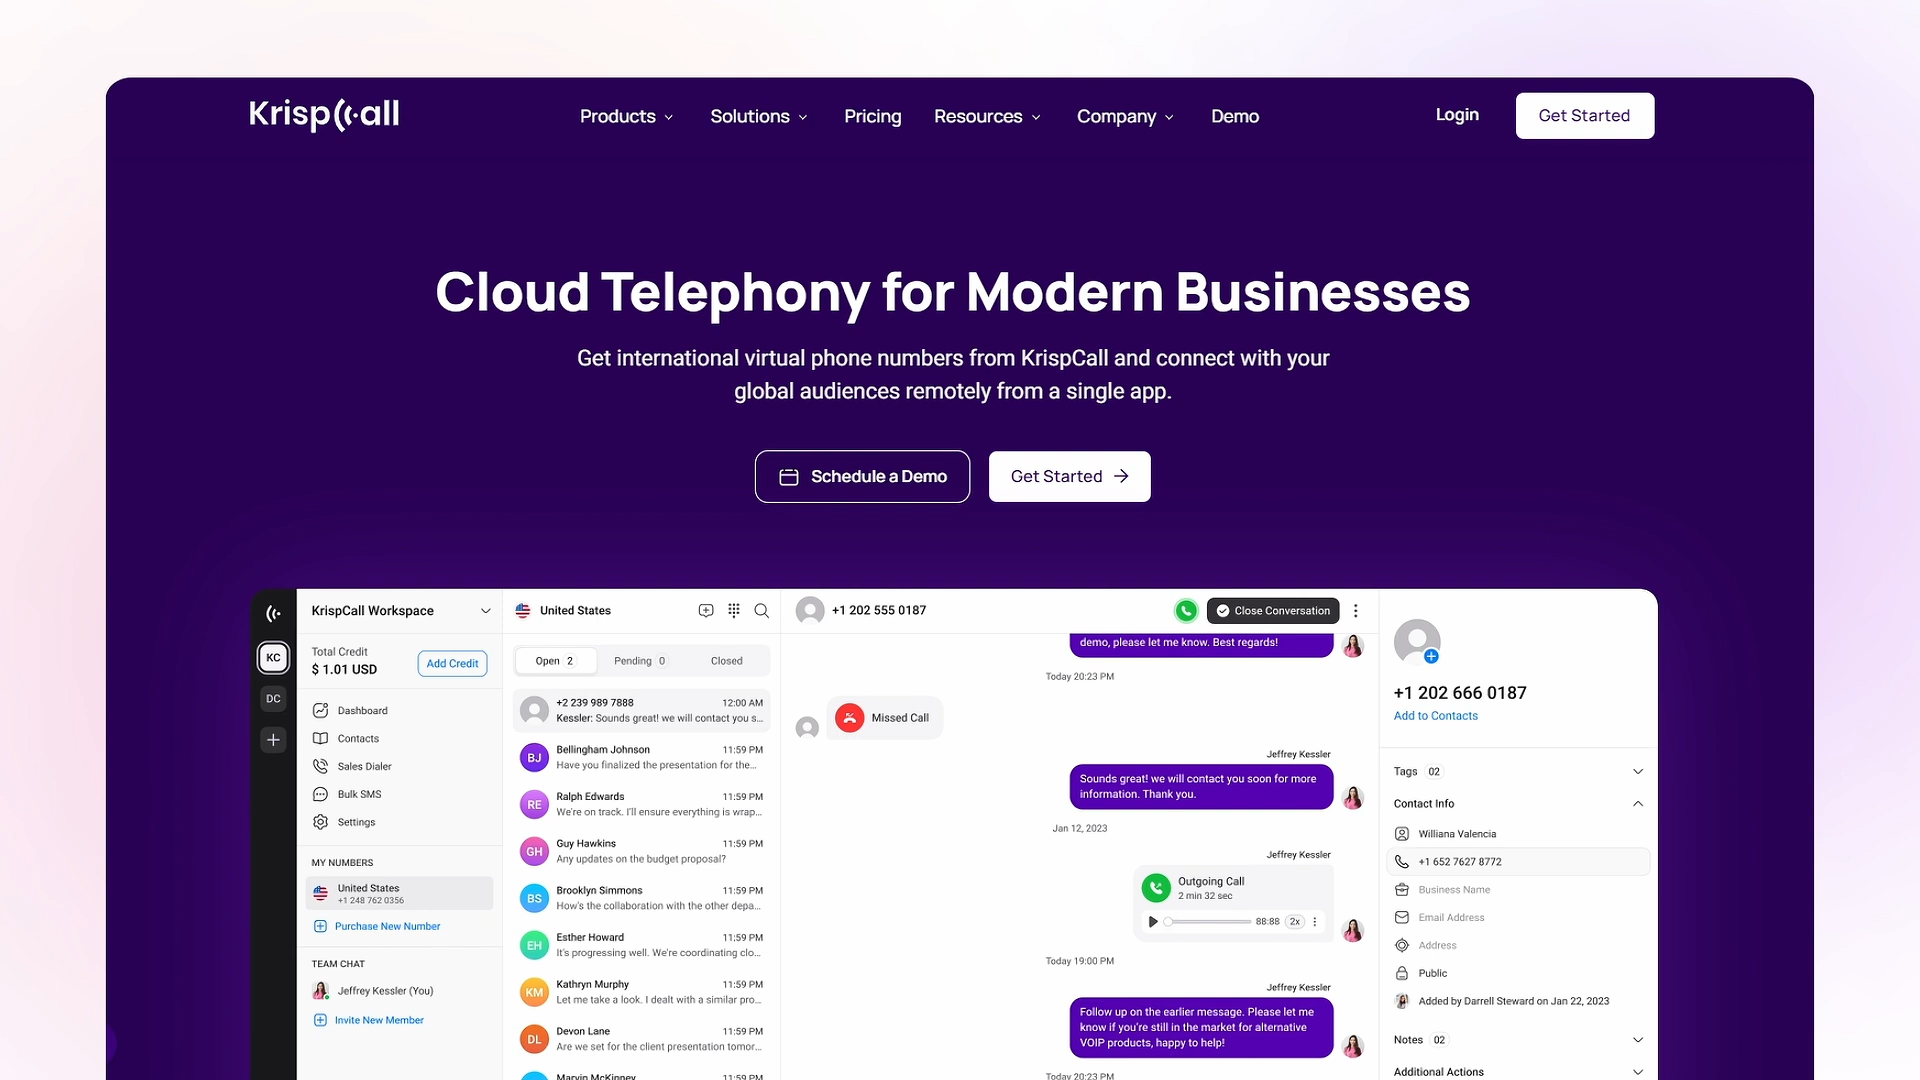 KrispCall
Products
Solutions
Pricing
Resources
Company
Demo
Login
Get Started
Cloud Telephony for Modern Businesses
Get international virtual phone numbers from KrispCall and connect with your
global audiences remotely from a single app.
Schedule a Demo
Get Started
KC
DC
KrispCall Workspace
Total Credit
$ 1.01 USD
Add Credit
Dashboard
Contacts
Sales Dialer
Bulk SMS
Settings
MY NUMBERS
United States
+1 248 762 0356
Purchase New Number
TEAM CHAT
Jeffrey Kessler (You)
Invite New Member
United States
Open 2
Pending 0
Closed
+2 239 989 7888 12:00 AM
Kessler: Sounds great! we will contact you s...
BJ
Bellingham Johnson 11:59 PM
Have you finalized the presentation for the...
RE
Ralph Edwards 11:59 PM
We're on track. I'll ensure everything is wrap...
GH
Guy Hawkins 11:59 PM
Any updates on the budget proposal?
BS
Brooklyn Simmons 11:59 PM
How's the collaboration with the other depa...
EH
Esther Howard 11:59 PM
It's progressing well. We're coordinating clo...
KM
Kathryn Murphy 11:59 PM
Let me take a look. I dealt with a similar pro...
DL
Devon Lane 11:59 PM
Are we set for the client presentation tomor...
Marvin McKinney 11:59 PM
+1 202 555 0187
Close Conversation
demo, please let me know. Best regards!
Today 20:23 PM
Missed Call
Jeffrey Kessler
Sounds great! we will contact you soon for more
information. Thank you.
Jan 12, 2023
Jeffrey Kessler
Outgoing Call
2 min 32 sec
88:88 2x
Today 19:00 PM
Jeffrey Kessler
Follow up on the earlier message. Please let me
know if you're still in the market for alternative
VOIP products, happy to help!
Today 20:23 PM
+1 202 666 0187
Add to Contacts
Tags 02
Contact Info
Williana Valencia
+1 652 7627 8772
Business Name
Email Address
Address
Public
Added by Darrell Steward on Jan 22, 2023
Notes 02
Additional Actions